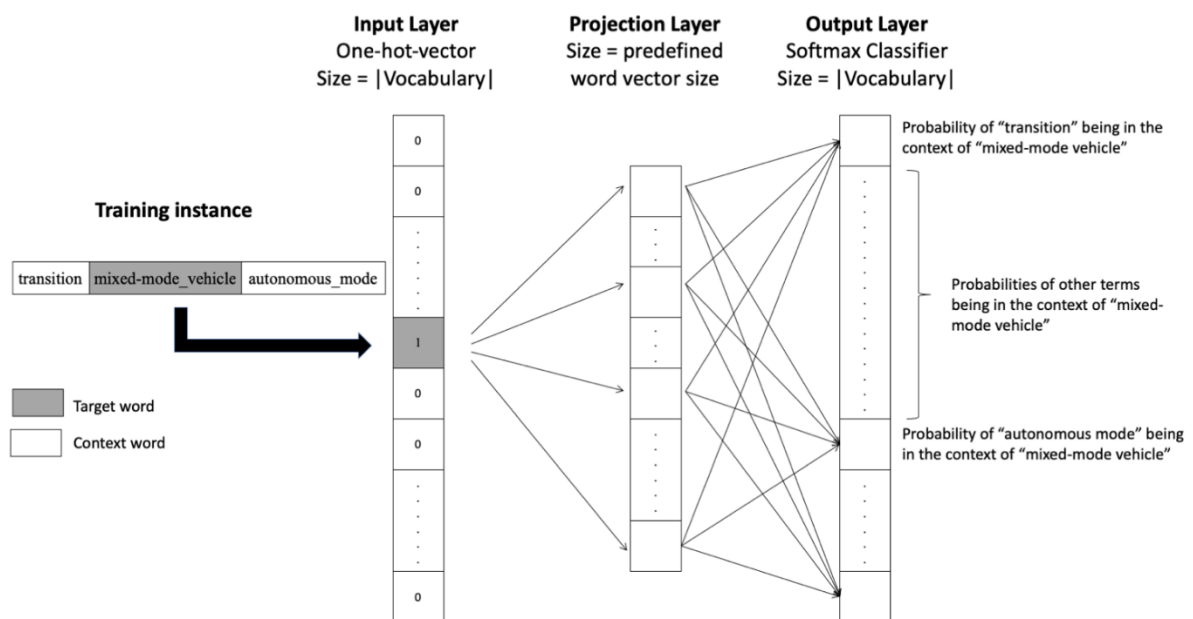 Input Layer
One-hot-vector
Size = |Vocabulary|
Projection Layer
Size = predefined
word vector size
Output Layer
Softmax Classifier
Size = |Vocabulary|
Training instance
transition mixed-mode_vehicle autonomous_mode
Target word
Context word
0
0
1
0
0
0
Probability of “transition” being in the
context of “mixed-mode vehicle”
Probabilities of other terms
being in the context of “mixed-
mode vehicle”
Probability of “autonomous mode” being
in the context of “mixed-mode vehicle”